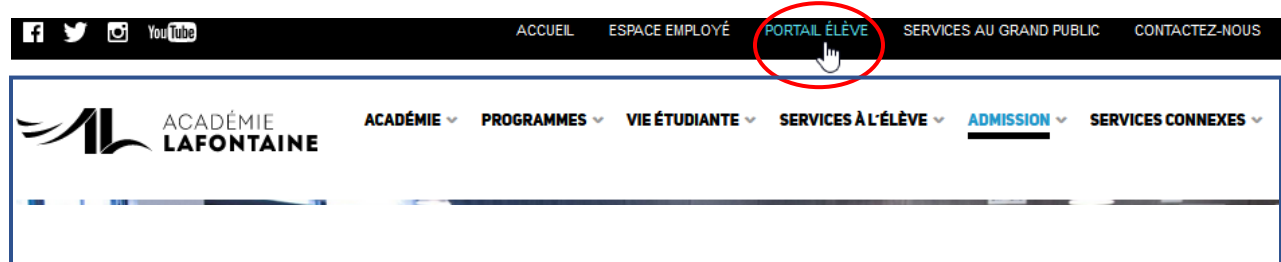 YouTube ACCUEIL ESPACE EMPLOYÉ PORTAIL ÉLÈVE SERVICES AU GRAND PUBLIC CONTACTEZ-NOUS
ACADÉMIE
LAFONTAINE
ACADÉMIE PROGRAMMES VIE ÉTUDIANTE SERVICES À L'ÉLÈVE ADMISSION SERVICES CONNEXES